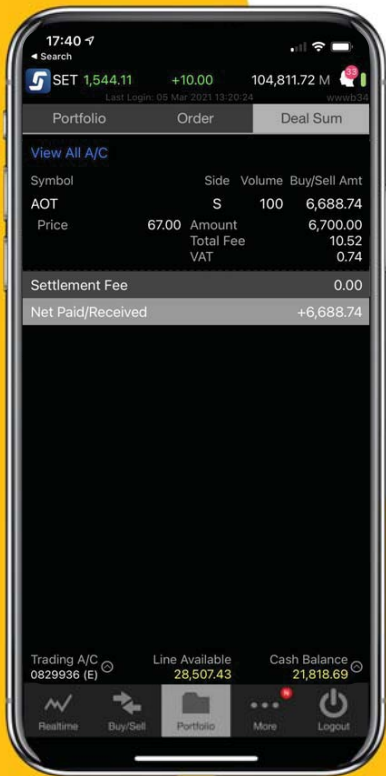 17:40
Search
SET 1,544.11 +10.00 104,811.72 M 33
Last Login: 05 Mar 2021 13:20:24 wwwb34
Portfolio Order Deal Sum
View All A/C
Symbol Side Volume Buy/Sell Amt
AOT S 100 6,688.74
Price 67.00 Amount 6,700.00
Total Fee 10.52
VAT 0.74
Settlement Fee 0.00
Net Paid/Received +6,688.74
Trading A/C Line Available Cash Balance
0829936 (E) 28,507.43 21,818.69
N
Realtime Buy/Sell Portfolio More Logout